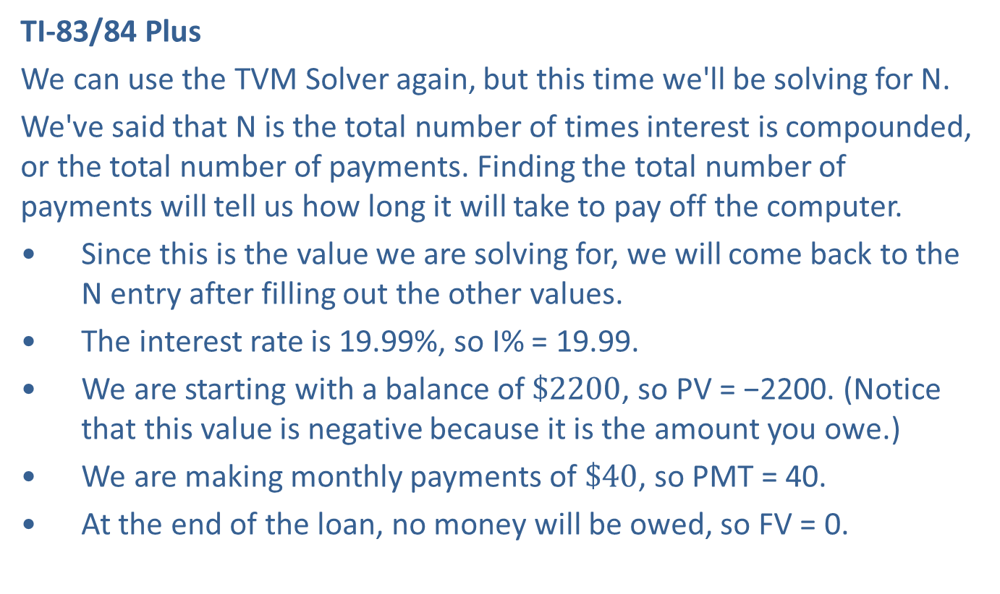 TI-83/84 Plus
We can use the TVM Solver again, but this time we'll be solving for N.
We've said that N is the total number of times interest is compounded,
or the total number of payments. Finding the total number of
payments will tell us how long it will take to pay off the computer.
• Since this is the value we are solving for, we will come back to the
N entry after filling out the other values.
• The interest rate is 19.99%, so I% = 19.99.
• We are starting with a balance of $2200, so PV = −2200. (Notice
that this value is negative because it is the amount you owe.)
• We are making monthly payments of $40, so PMT = 40.
• At the end of the loan, no money will be owed, so FV = 0.